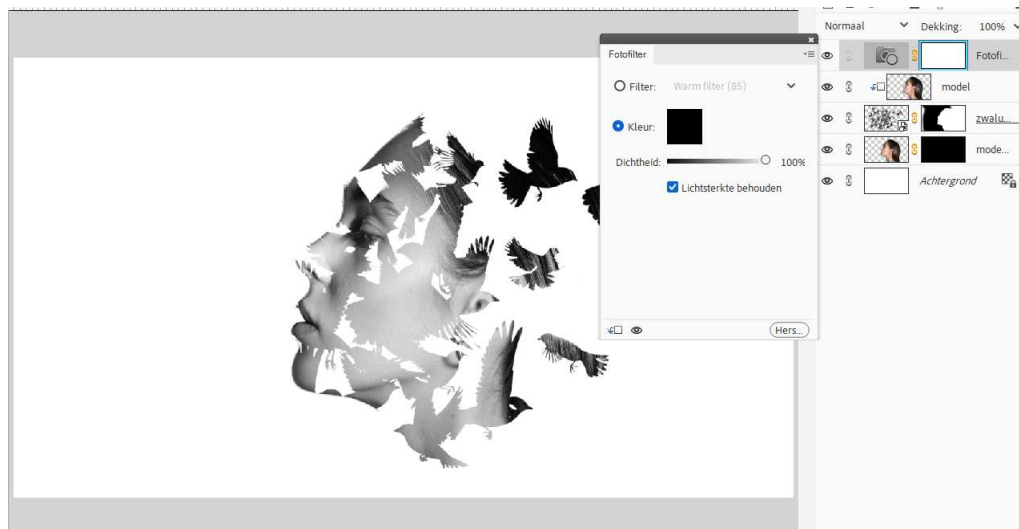 Normaal Dekking: 100%
Fotofilter
Filter: Warm filter (85)
Kleur:
Dichtheid: 100%
Lichtsterkte behouden
Hers...
Fotofi...
model
zwalu...
mode...
Achtergrond